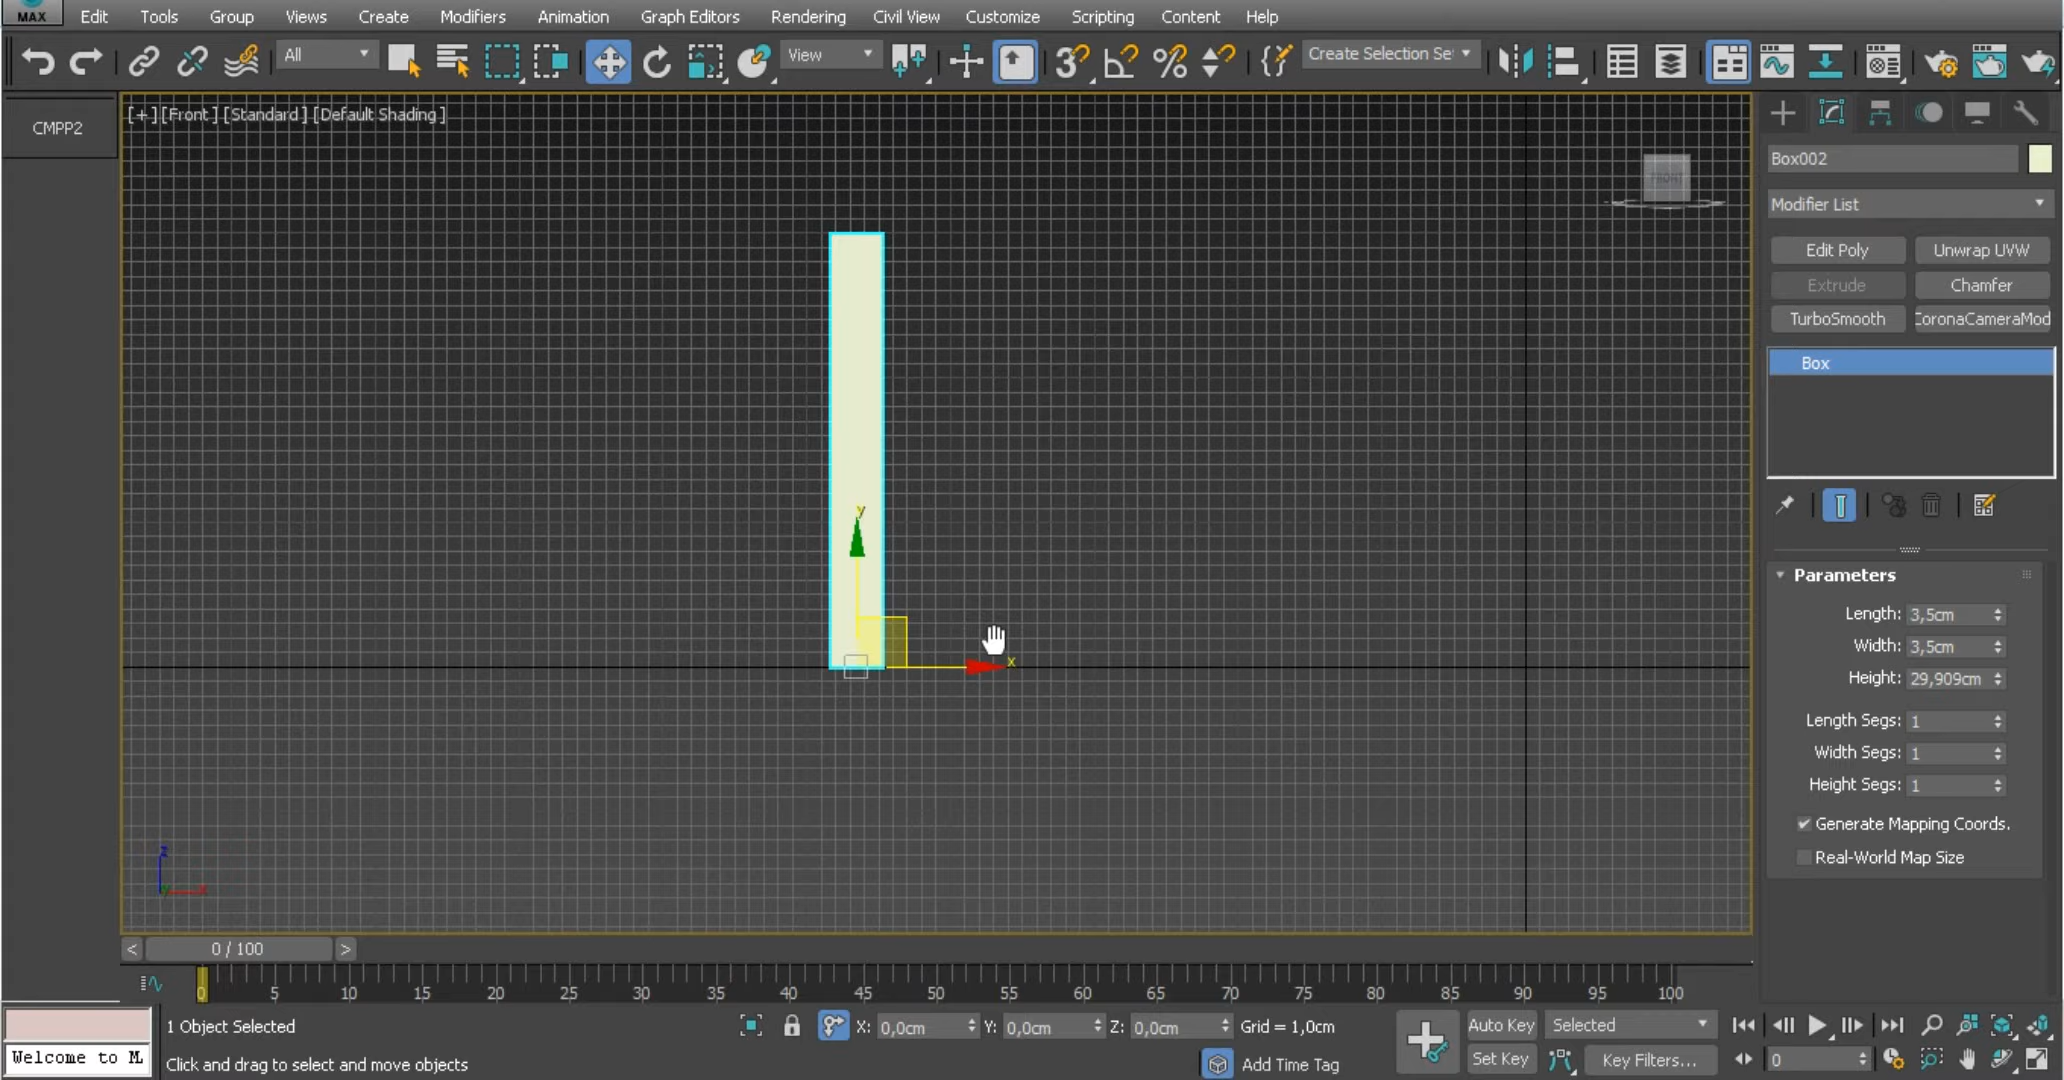 MAX Edit Tools Group Views Create Modifiers Animation Graph Editors Rendering Civil View Customize Scripting Content Help
All View Create Selection Se
CMPP2
[+][Front][Standard][Default Shading]
FRONT
Box002
Modifier List
Edit Poly Unwrap UVW
Extrude Chamfer
TurboSmooth CoronaCameraMod
Box
y
x
Parameters
Length: 3,5cm
Width: 3,5cm
Height: 29,909cm
Length Segs: 1
Width Segs: 1
Height Segs: 1
Generate Mapping Coords.
Real-World Map Size
z
< 0 / 100 >
0 5 10 15 20 25 30 35 40 45 50 55 60 65 70 75 80 85 90 95 100
1 Object Selected X: 0,0cm Y: 0,0cm Z: 0,0cm Grid = 1,0cm Auto Key Selected
Welcome to M Click and drag to select and move objects Add Time Tag Set Key Key Filters... 0